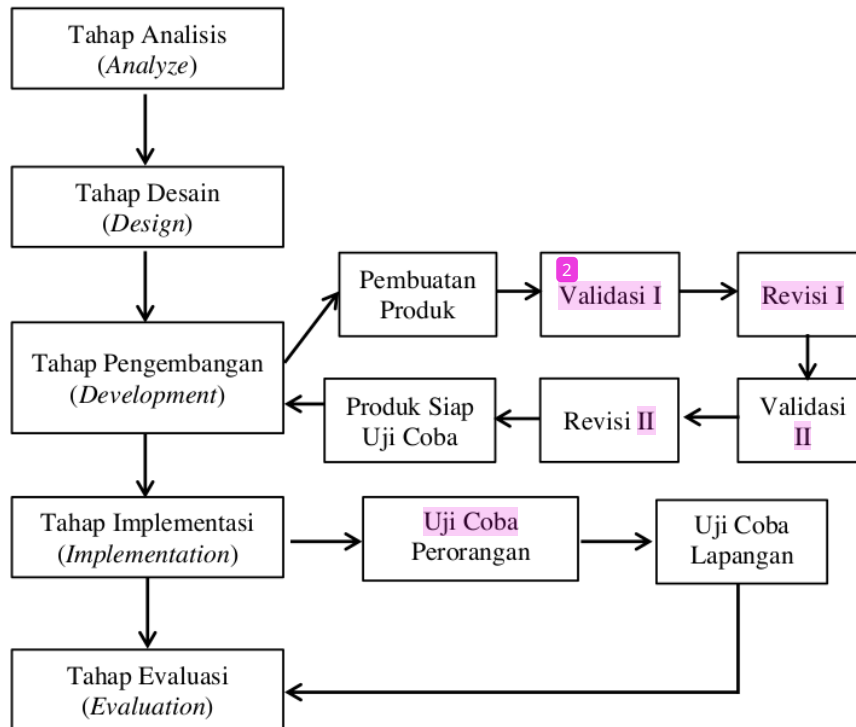 Tahap Analisis
(Analyze)
Tahap Desain
(Design)
Pembuatan
Produk
2
Validasi I
Revisi I
Tahap Pengembangan
(Development)
Produk Siap
Uji Coba
Revisi II
Validasi
II
Tahap Implementasi
(Implementation)
Uji Coba
Perorangan
Uji Coba
Lapangan
Tahap Evaluasi
(Evaluation)